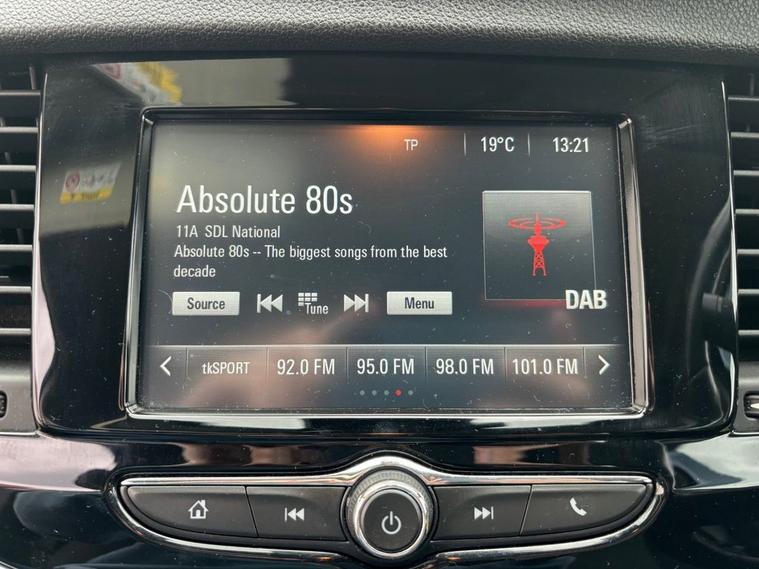 TP 19°C 13:21
Absolute 80s
11A SDL National
Absolute 80s -- The biggest songs from the best
decade
DAB
Source Tune Menu
tkSPORT 92.0 FM 95.0 FM 98.0 FM 101.0 FM